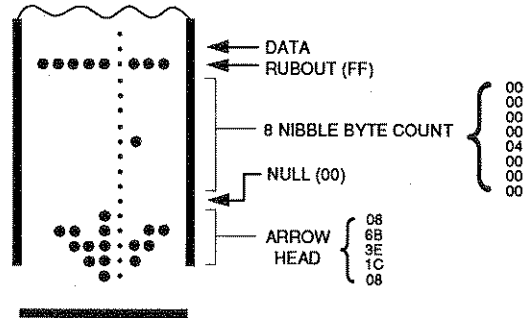 DATA
RUBOUT (FF)
8 NIBBLE BYTE COUNT
00
00
00
00
04
00
00
00
NULL (00)
ARROW
HEAD
08
6B
3E
1C
08